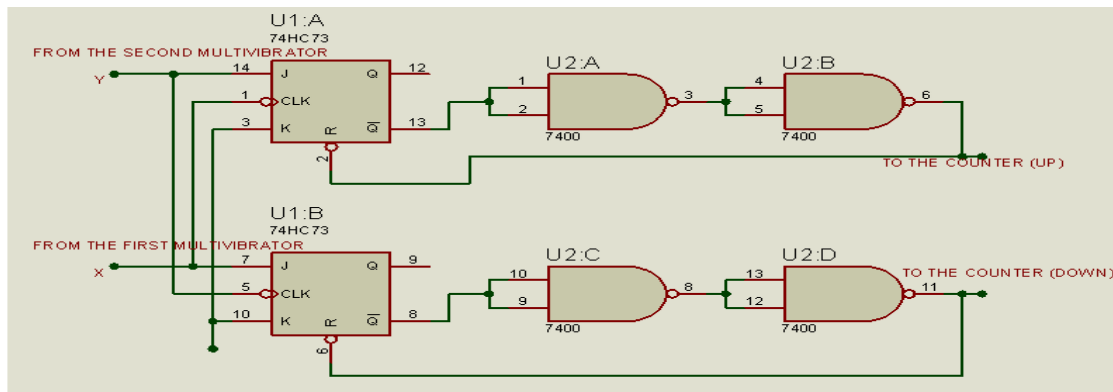 U1:A
74HC73
FROM THE SECOND MULTIVIBRATOR
Y
14
J
Q
12
1
CLK
3
K
R
Q
13
2
U2:A
1
2
3
7400
U2:B
4
5
6
7400
TO THE COUNTER (UP)
U1:B
74HC73
FROM THE FIRST MULTIVIBRATOR
X
7
J
Q
9
5
CLK
10
K
R
Q
8
6
U2:C
10
9
8
7400
U2:D
13
12
11
7400
TO THE COUNTER (DOWN)